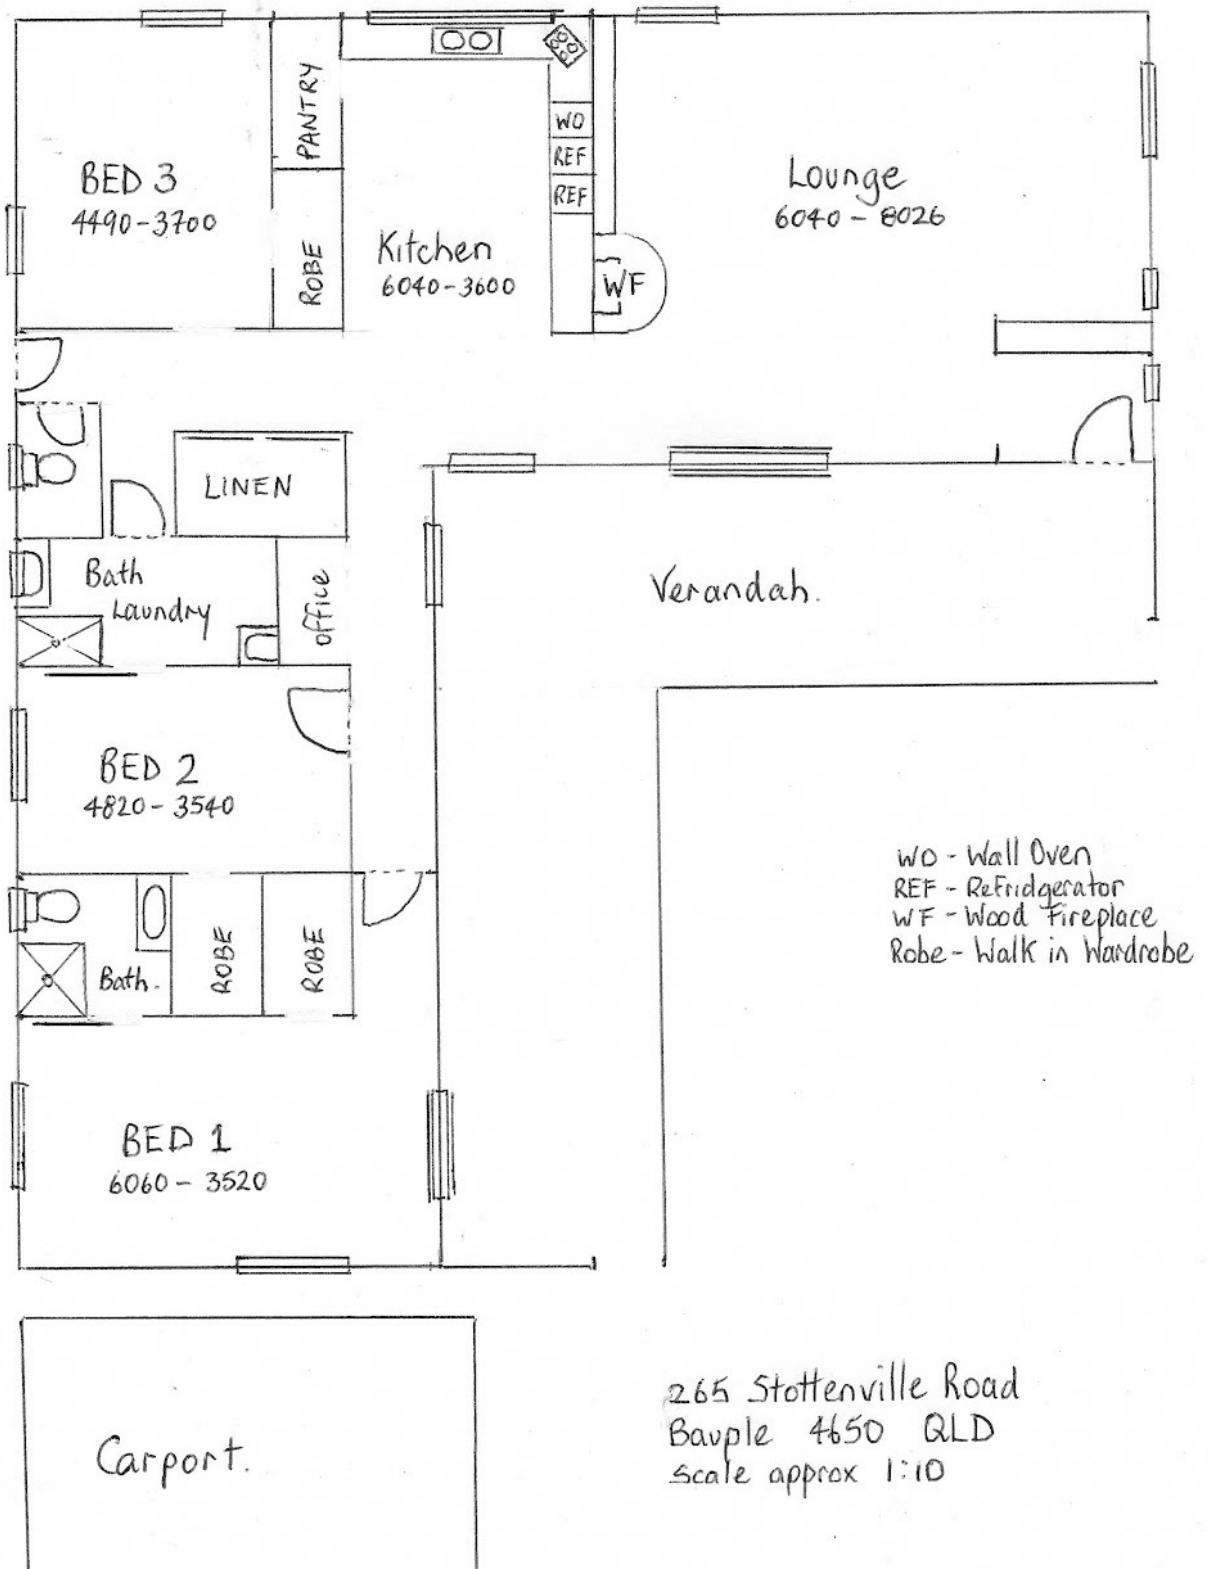 PANTRY
WO
REF
REF
BED 3
4490-3700
ROBE
Kitchen
6040-3600
WF
Lounge
6040 - 8026
LINEN
Bath
Laundry
OFFICE
Verandah.
BED 2
4820 - 3540
WO - Wall Oven
REF - Refridgerator
WF - Wood Fireplace
Robe - Walk in Wardrobe
Bath.
ROBE
ROBE
BED 1
6060 - 3520
Carport.
265 Stottenville Road
Bauple 4650 QLD
Scale approx 1:10